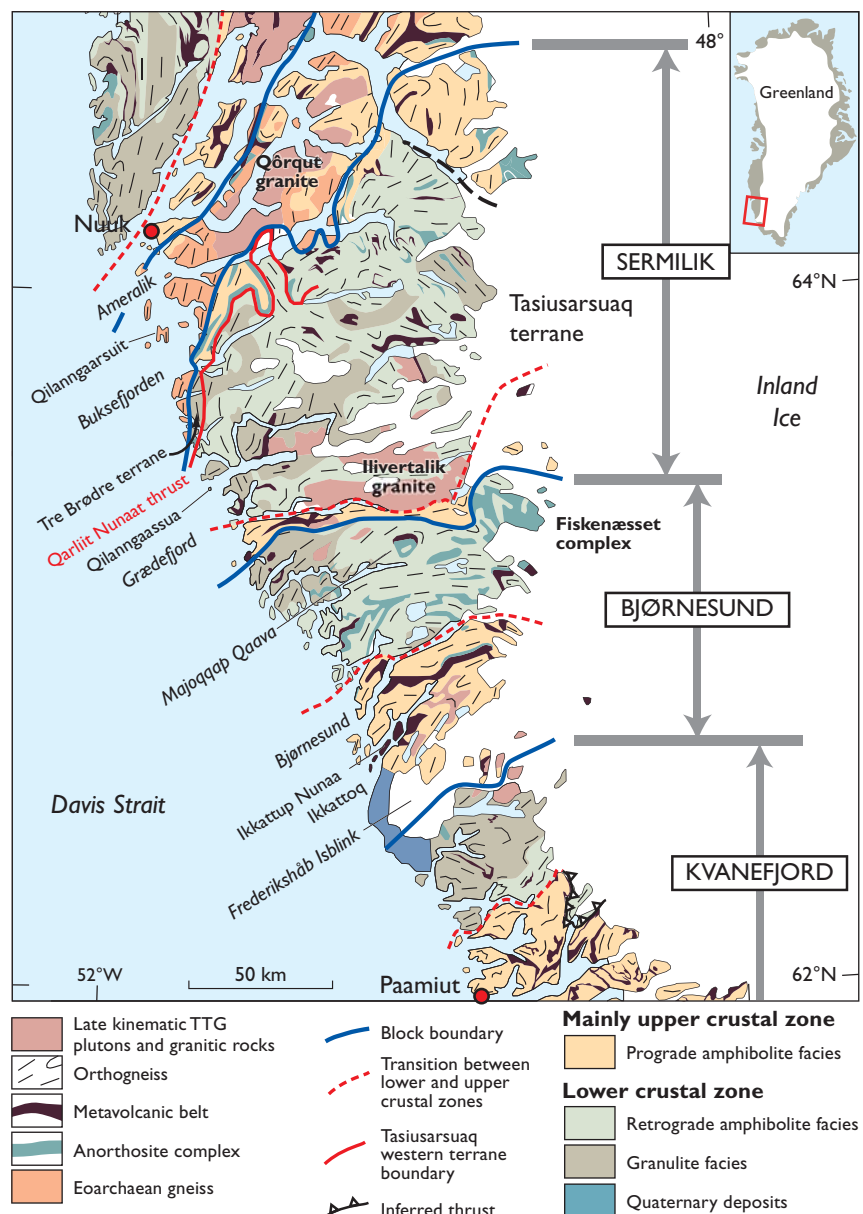 48°
Greenland
Qôrqut
granite
Nuuk
SERMILIK
64°N
Ameralik
Tasiusarsuaq
terrane
Qilanngaarsuit
Buksefjorden
Inland
Ice
Tre Brødre terrane
Ilivertalik
granite
Qarliit Nunaat thrust
Qilanngaassua
Grædefjord
Fiskenæsset
complex
BJØRNESUND
Majoqqap Qaava
Bjørnesund
Davis Strait
Ikkattup Nunaa
Ikkattoq
Frederikshåb Isblink
KVANEFJORD
52°W
50 km
Paamiut
62°N
Late kinematic TTG
plutons and granitic rocks
Orthogneiss
Metavolcanic belt
Anorthosite complex
Eoarchaean gneiss
Block boundary
Transition between
lower and upper
crustal zones
Tasiusarsuaq
western terrane
boundary
Inferred thrust
Mainly upper crustal zone
Prograde amphibolite facies
Lower crustal zone
Retrograde amphibolite facies
Granulite facies
Quaternary deposits